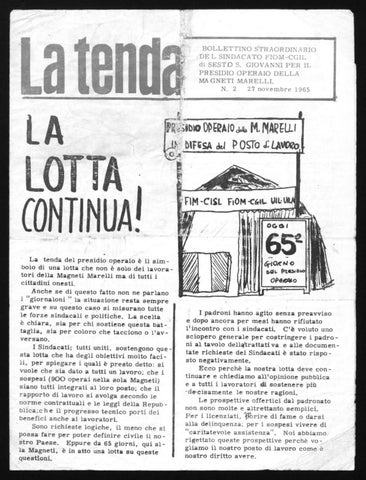 La tenda
BOLLETTINO STRAORDINARIO
DEL SINDACATO FIOM-CGIL
di SESTO S. GIOVANNI PER IL
PRESIDIO OPERAIO DELLA
MAGNETI MARELLI.
N. 2 27 novembre 1965
LA
LOTTA
CONTINUA!
PRESIDIO OPERAIO della M. MARELLI
IN DIFESA del POSTO di LAVORO
FIM-CISL FIOM-CGIL UIL-UILM
OGGI
65°
GIORNO
DEL PRESIDIO
OPERAIO
La tenda del presidio operaio è il sim-
bolo di una lotta che non è solo dei lavora-
tori della Magneti Marelli ma di tutti i
cittadini onesti.
Anche se di questo fatto non ne parlano
i "giornaloni" la situazione resta sempre
grave e su questo caso si misurano tutte
le forze sindacali e politiche. La scelta
è chiara, sia per chi sostiene questa bat-
taglia, sia per coloro che tacciono o l'av-
versano.
I Sindacati; tutti uniti, sostengono que-
sta lotta che ha degli obiettivi molto faci-
li, per spiegare i quali è presto detto: si
vuole che sia dato a tutti un lavoro; che i
sospesi (900 operai nella sola Magneti)
siano tutti integrati al loro posto; che il
rapporto di lavoro si svolga secondo le
norme contrattuali e le leggi della Repub-
blica; che il progresso tecnico porti dei
benefici anche ai lavoratori.
Sono richieste logiche, il meno che si
possa fare per poter definire civile il no-
stro Paese. Eppure da 65 giorni, qui al-
la Magneti, è in atto una lotta su queste
questioni.
I padroni hanno agito senza preavviso
e dopo ancora per mesi hanno rifiutato
l'incontro con i sindacati. C'è voluto uno
sciopero generale per costringere i padro-
ni al tavolo della trattativa e alle documen-
tate richieste del Sindacati è stato rispo-
sto negativamente.
Ecco perchè la nostra lotta deve con-
tinuare e chiediamo all'opinione pubblica
e a tutti i lavoratori di sostenere più
decisamente le nostre ragioni.
Le prospettive offertici dal padronato
non sono molte e altrettanto semplici.
Per i licenziati, morire di fame o darsi
alla delinquenza; per i sospesi vivere di
"caritatevole assistenza". Noi abbiamo
rigettato queste prospettive perchè vo-
gliamo il nostro posto di lavoro come è
nostro diritto avere.